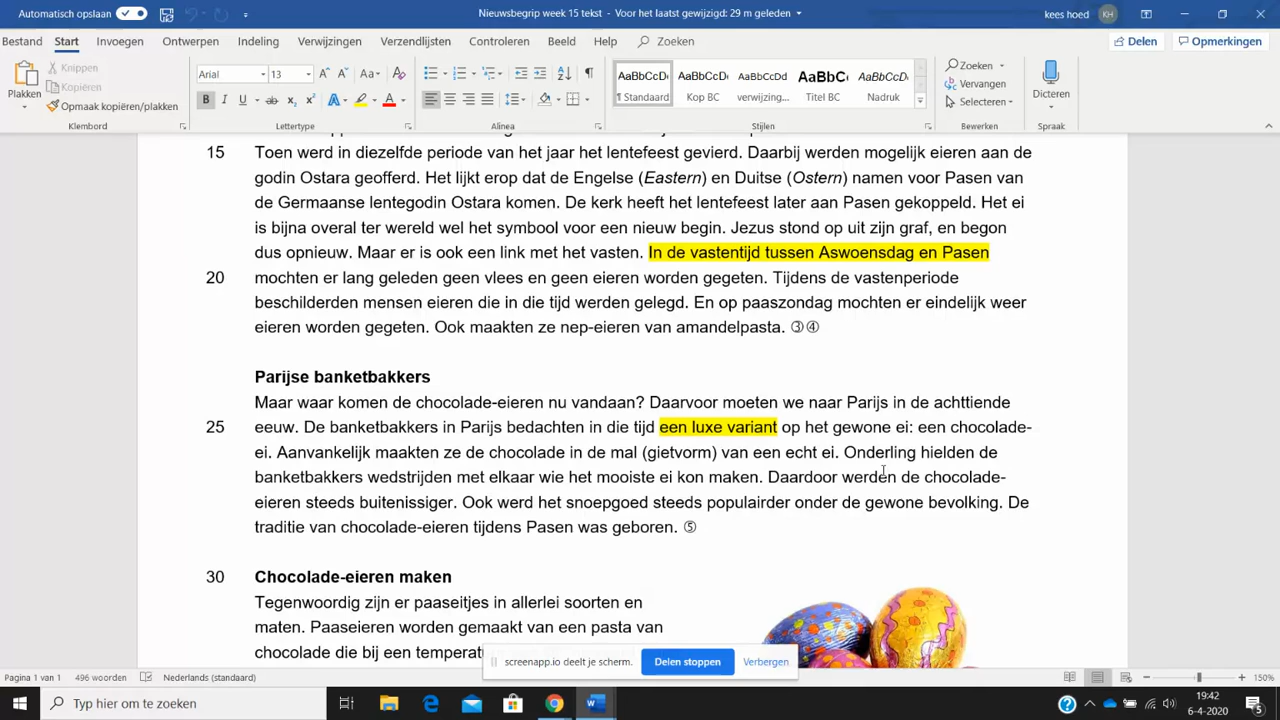 Automatisch opslaan
Nieuwsbegrip week 15 tekst - Voor het laatst gewijzigd: 29 m geleden
kees hoed KH
Bestand Start Invoegen Ontwerpen Indeling Verwijzingen Verzendlijsten Controleren Beeld Help Zoeken Delen Opmerkingen
Plakken
Knippen
Kopiëren
Opmaak kopiëren/plakken
Klembord
Arial 13
Lettertype
Alinea
AaBbCcDt AaBbCcD AaBbCcDd AaBbC AaBbCcD
¶ Standaard Kop BC verwijzing... Titel BC Nadruk
Stijlen
Zoeken
Vervangen
Selecteren
Bewerken
Dicteren
Spraak
15 Toen werd in diezelfde periode van het jaar het lentefeest gevierd. Daarbij werden mogelijk eieren aan de
godin Ostara geofferd. Het lijkt erop dat de Engelse (Eastern) en Duitse (Ostern) namen voor Pasen van
de Germaanse lentegodin Ostara komen. De kerk heeft het lentefeest later aan Pasen gekoppeld. Het ei
is bijna overal ter wereld wel het symbool voor een nieuw begin. Jezus stond op uit zijn graf, en begon
dus opnieuw. Maar er is ook een link met het vasten. In de vastentijd tussen Aswoensdag en Pasen
20 mochten er lang geleden geen vlees en geen eieren worden gegeten. Tijdens de vastenperiode
beschilderden mensen eieren die in die tijd werden gelegd. En op paaszondag mochten er eindelijk weer
eieren worden gegeten. Ook maakten ze nep-eieren van amandelpasta. ③④
Parijse banketbakkers
Maar waar komen de chocolade-eieren nu vandaan? Daarvoor moeten we naar Parijs in de achttiende
25 eeuw. De banketbakkers in Parijs bedachten in die tijd een luxe variant op het gewone ei: een chocolade-
ei. Aanvankelijk maakten ze de chocolade in de mal (gietvorm) van een echt ei. Onderling hielden de
banketbakkers wedstrijden met elkaar wie het mooiste ei kon maken. Daardoor werden de chocolade-
eieren steeds buitenissiger. Ook werd het snoepgoed steeds populairder onder de gewone bevolking. De
traditie van chocolade-eieren tijdens Pasen was geboren. ⑤
30 Chocolade-eieren maken
Tegenwoordig zijn er paaseitjes in allerlei soorten en
maten. Paaseieren worden gemaakt van een pasta van
chocolade die bij een temperat
screenapp.io deelt je scherm. Delen stoppen Verbergen
Pagina 1 van 1 496 woorden Nederlands (standaard) 150%
Typ hier om te zoeken
19:42
6-4-2020
5